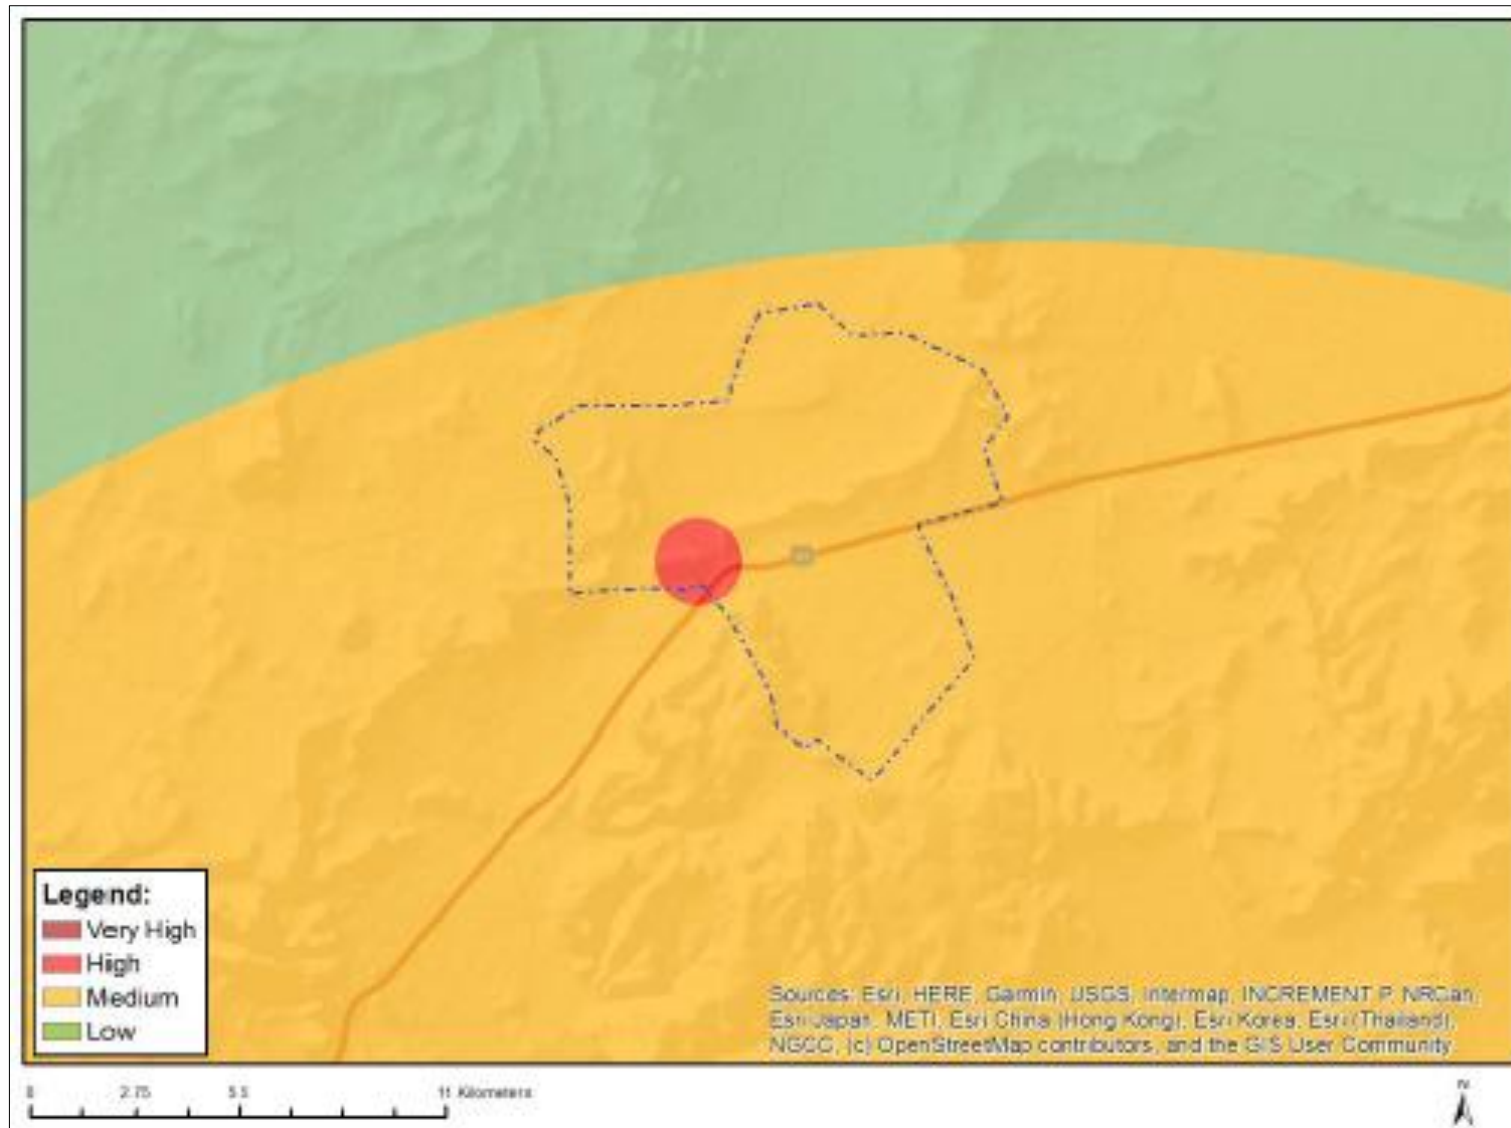 Legend:
Very High
High
Medium
Low
Sources: Esri, HERE, Garmin, USGS, Intermap, INCREMENT P, NRCan,
Esri Japan, METI, Esri China (Hong Kong), Esri Korea, Esri (Thailand),
NGCC, (c) OpenStreetMap contributors, and the GIS User Community
0 2.75 5.5 11 Kilometers
N